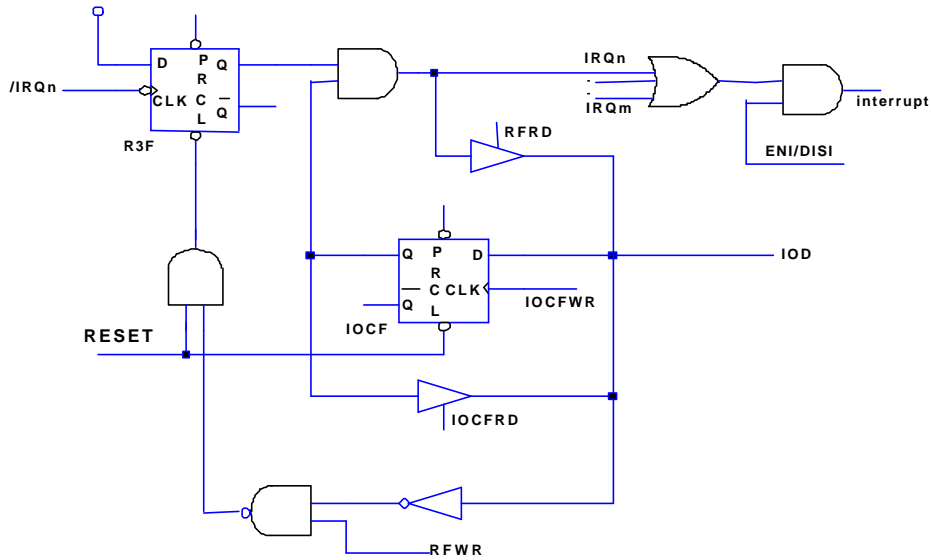 D
P
R
C
L
Q
Q
CLK
/IRQn
R3F
IRQn
IRQm
interrupt
ENI/DISI
RFRD
Q
P
R
C
L
D
CLK
Q
IOCFWR
IOCF
IOD
RESET
IOCFRD
RFWR